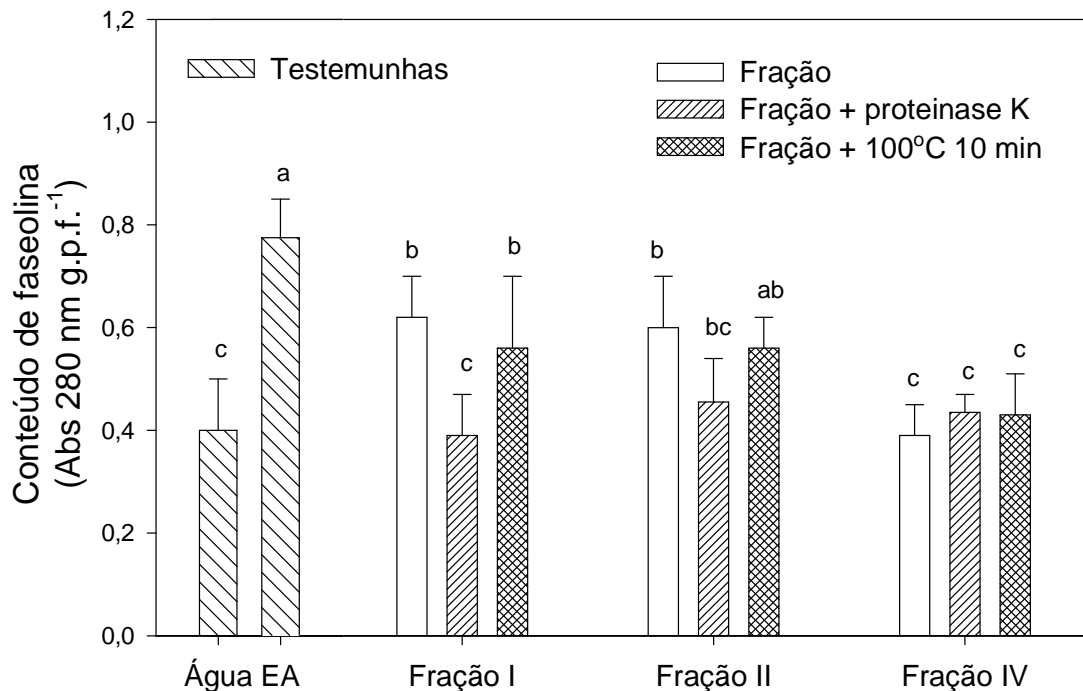 Conteúdo de faseolina
(Abs 280 nm g.p.f.⁻¹)
1,2
1,0
0,8
0,6
0,4
0,2
0,0
Testemunhas
Fração
Fração + proteinase K
Fração + 100ºC 10 min
c
a
b
c
b
b
bc
ab
c
c
c
Água EA
Fração I
Fração II
Fração IV